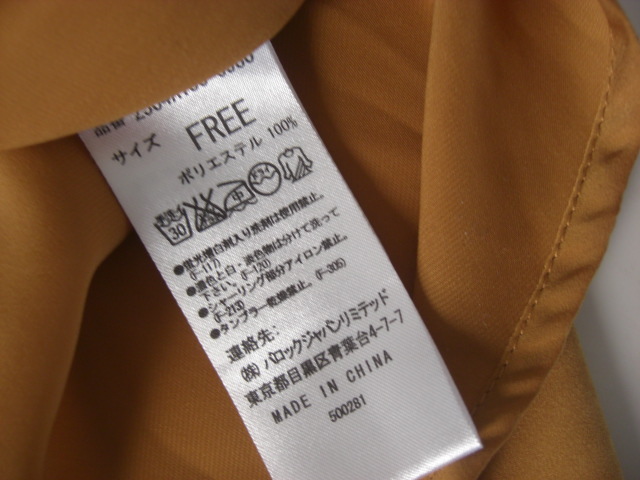 サイズ FREE
ポリエステル 100%
30 中 ドライ
●蛍光増白剤入り洗剤は使用禁止。
(F-117)
●濃色と白・淡色物は分けて洗って
下さい。(F-120)
●シャーリング部分アイロン禁止。
(F-213)
●タンブラー乾燥禁止。(F-305)
連絡先:
(株) バロックジャパンリミテッド
東京都目黒区青葉台4-7-7
MADE IN CHINA
500281